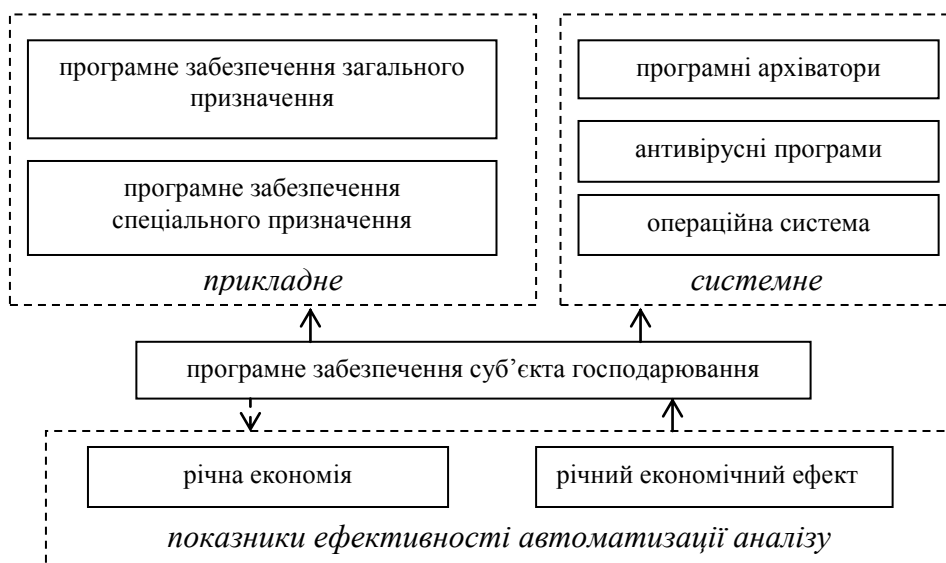 програмне забезпечення загального
призначення
програмне забезпечення
спеціального призначення
прикладне
програмні архіватори
антивірусні програми
операційна система
системне
програмне забезпечення суб’єкта господарювання
річна економія
річний економічний ефект
показники ефективності автоматизації аналізу